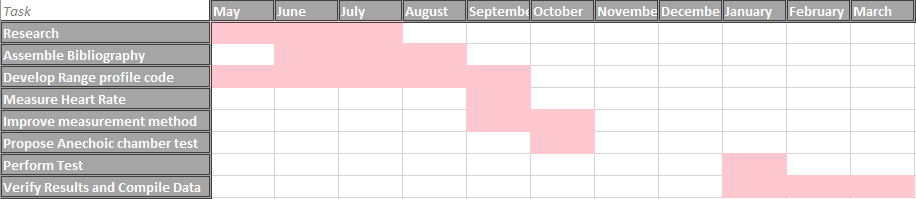 Task May June July August Septembe October Novembe Decembe January February March
Research
Assemble Bibliography
Develop Range profile code
Measure Heart Rate
Improve measurement method
Propose Anechoic chamber test
Perform Test
Verify Results and Compile Data